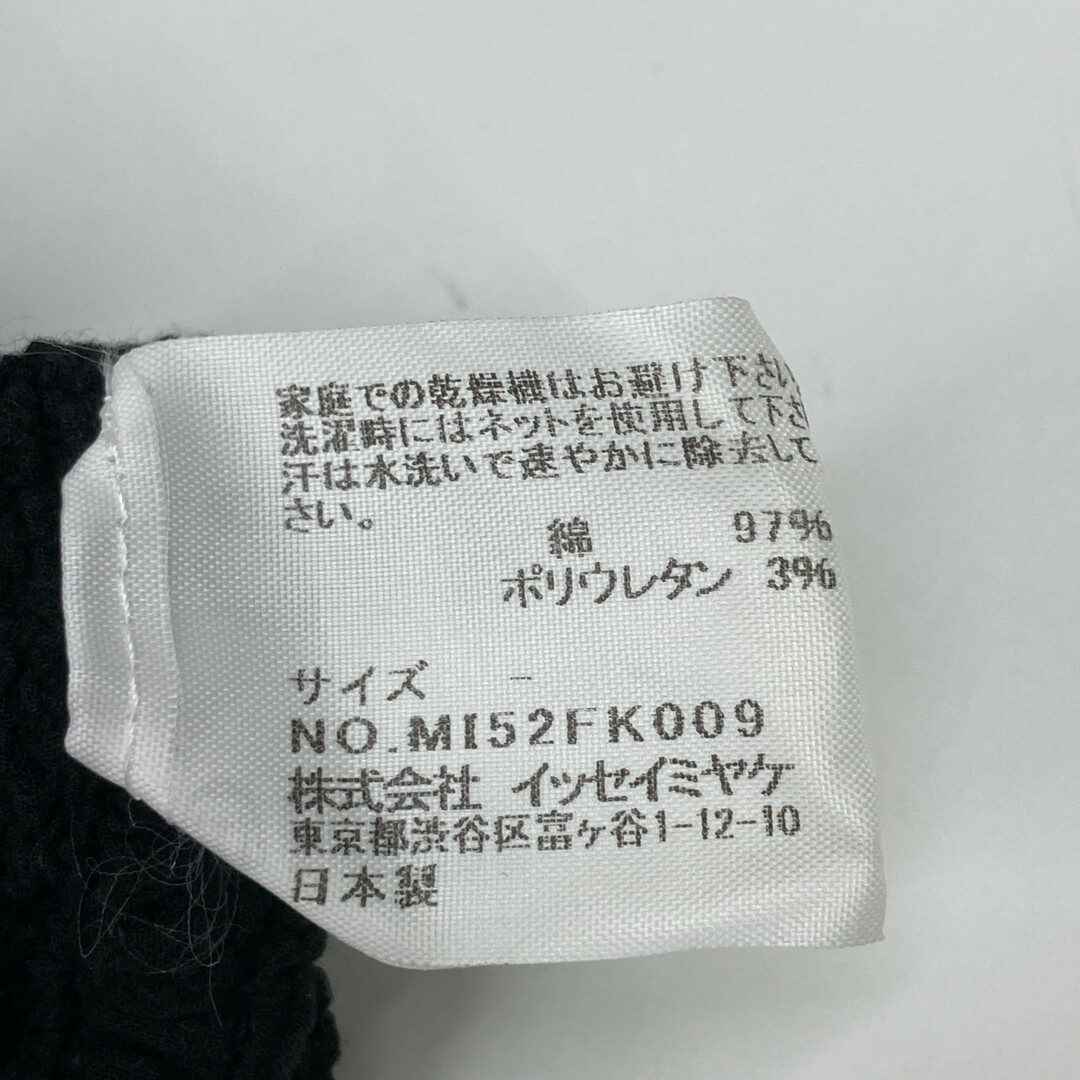 家庭での乾燥機はお避け下さい
洗濯時にはネットを使用して下さ
汗は水洗いで速やかに除去して
さい。
綿 97%
ポリウレタン 3%
サイズ -
NO.MI52FK009
株式会社 イッセイミヤケ
東京都渋谷区富ヶ谷1-12-10
日本製